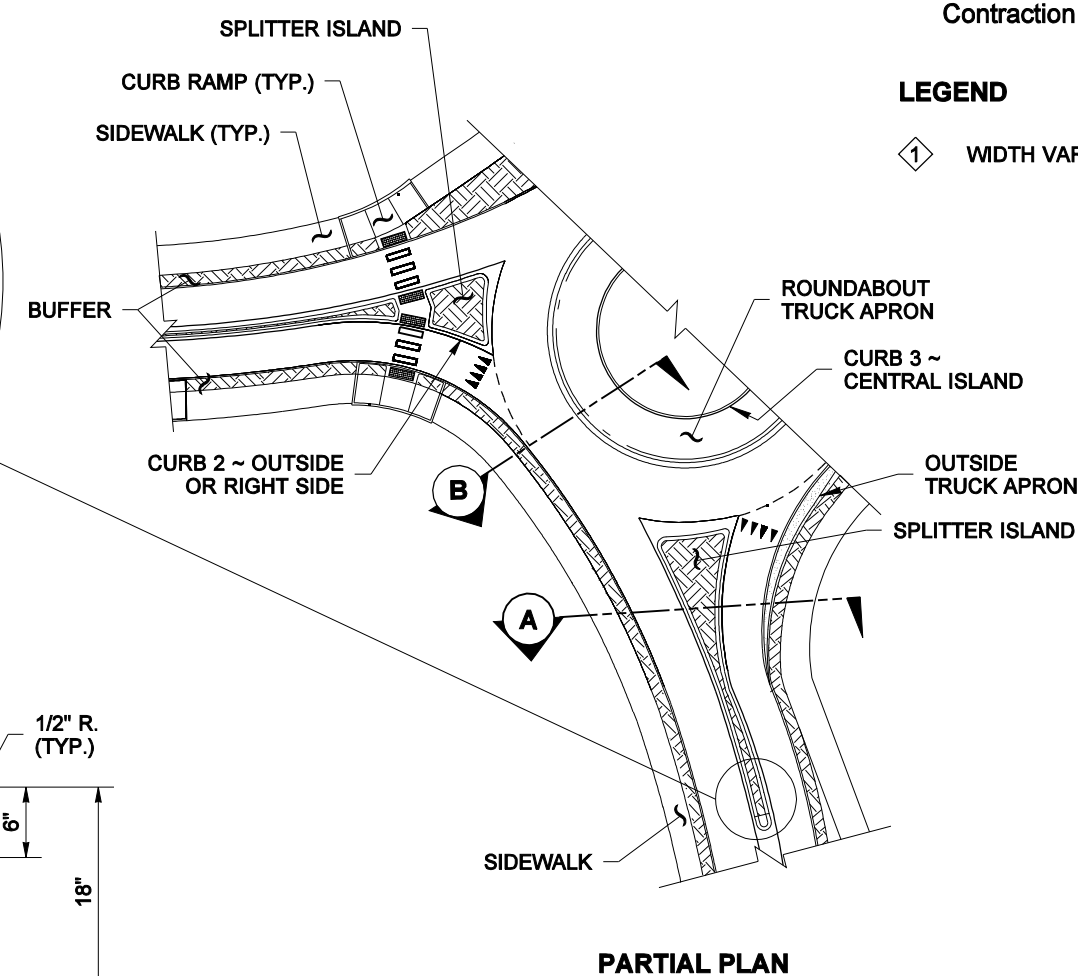 Contraction
LEGEND
1 WIDTH VAR
SPLITTER ISLAND
CURB RAMP (TYP.)
SIDEWALK (TYP.)
BUFFER
ROUNDABOUT
TRUCK APRON
CURB 3 ~
CENTRAL ISLAND
CURB 2 ~ OUTSIDE
OR RIGHT SIDE
B
OUTSIDE
TRUCK APRON
SPLITTER ISLAND
A
1/2" R.
(TYP.)
6"
18"
SIDEWALK
PARTIAL PLAN